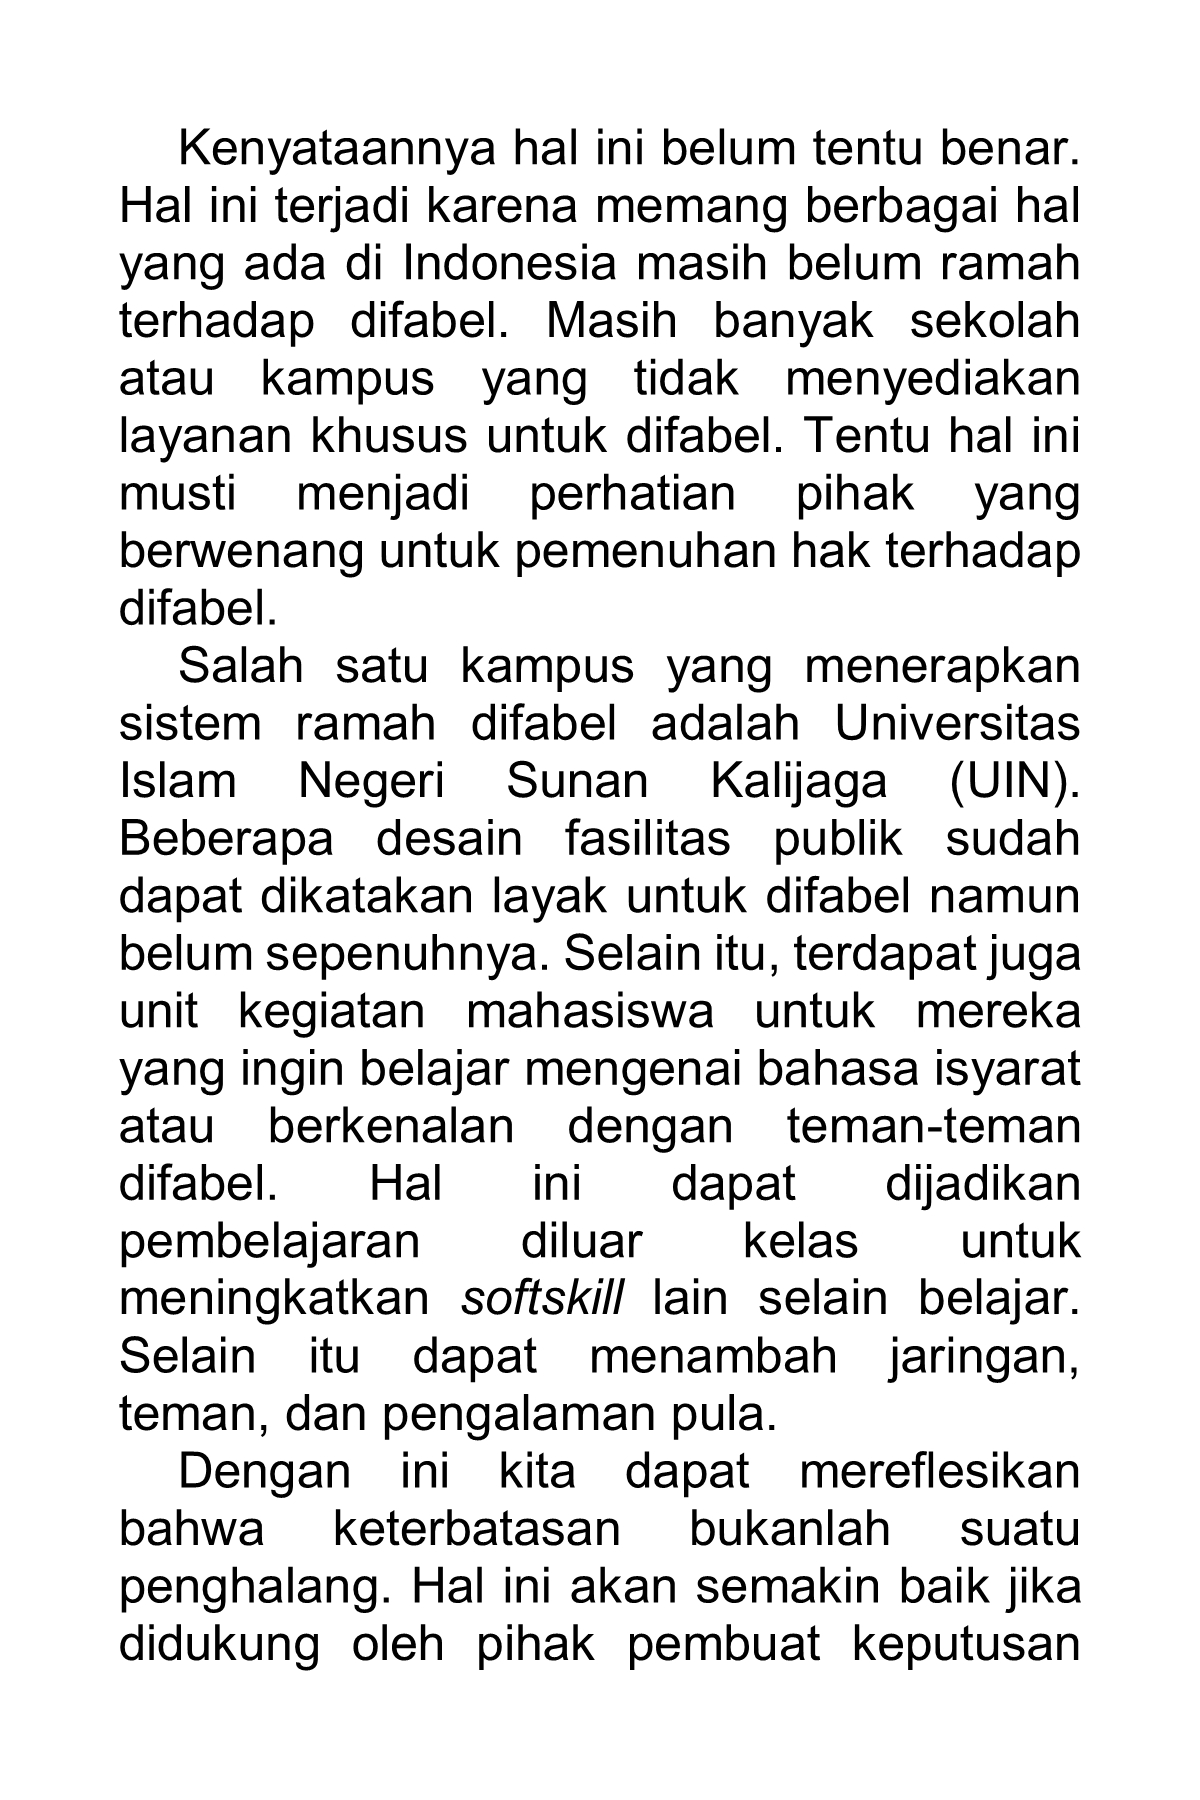 Kenyataannya hal ini belum tentu benar.
Hal ini terjadi karena memang berbagai hal
yang ada di Indonesia masih belum ramah
terhadap difabel. Masih banyak sekolah
atau kampus yang tidak menyediakan
layanan khusus untuk difabel. Tentu hal ini
musti menjadi perhatian pihak yang
berwenang untuk pemenuhan hak terhadap
difabel.
Salah satu kampus yang menerapkan
sistem ramah difabel adalah Universitas
Islam Negeri Sunan Kalijaga (UIN).
Beberapa desain fasilitas publik sudah
dapat dikatakan layak untuk difabel namun
belum sepenuhnya. Selain itu, terdapat juga
unit kegiatan mahasiswa untuk mereka
yang ingin belajar mengenai bahasa isyarat
atau berkenalan dengan teman-teman
difabel. Hal ini dapat dijadikan
pembelajaran diluar kelas untuk
meningkatkan softskill lain selain belajar.
Selain itu dapat menambah jaringan,
teman, dan pengalaman pula.
Dengan ini kita dapat mereflesikan
bahwa keterbatasan bukanlah suatu
penghalang. Hal ini akan semakin baik jika
didukung oleh pihak pembuat keputusan